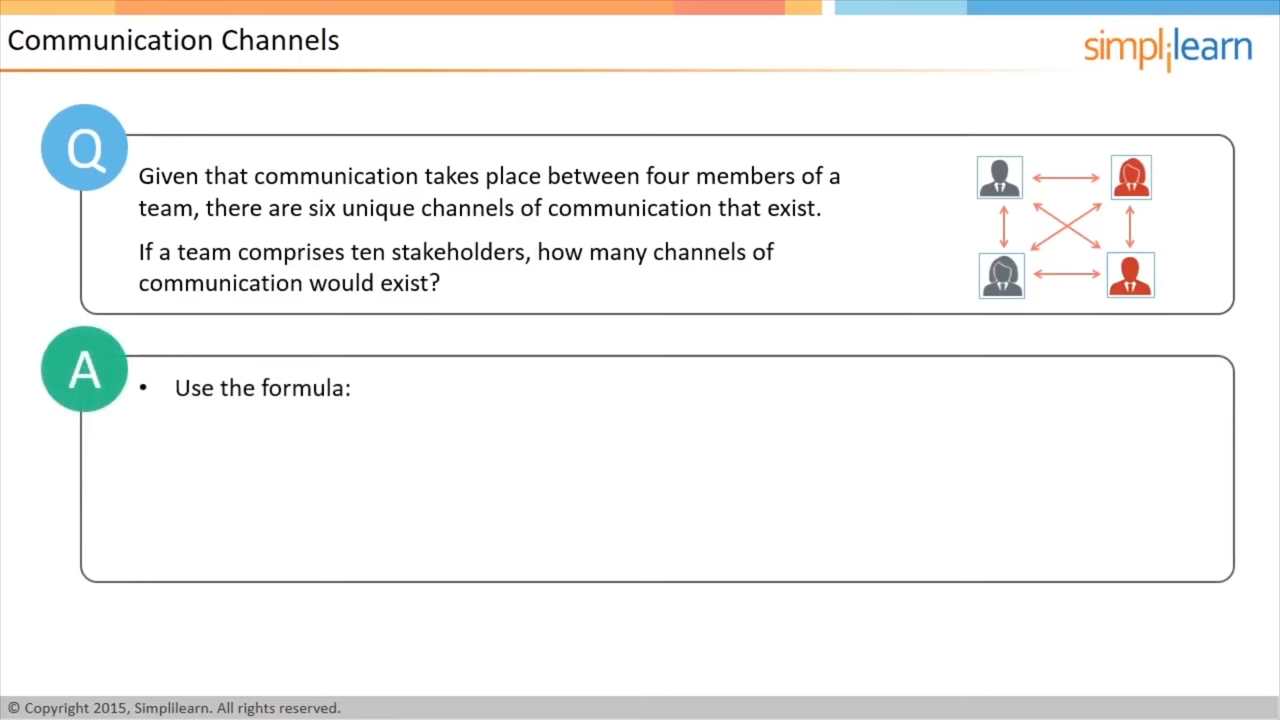 Communication Channels
simplilearn
Q
Given that communication takes place between four members of a
team, there are six unique channels of communication that exist.
If a team comprises ten stakeholders, how many channels of
communication would exist?
A
• Use the formula:
© Copyright 2015, Simplilearn. All rights reserved.